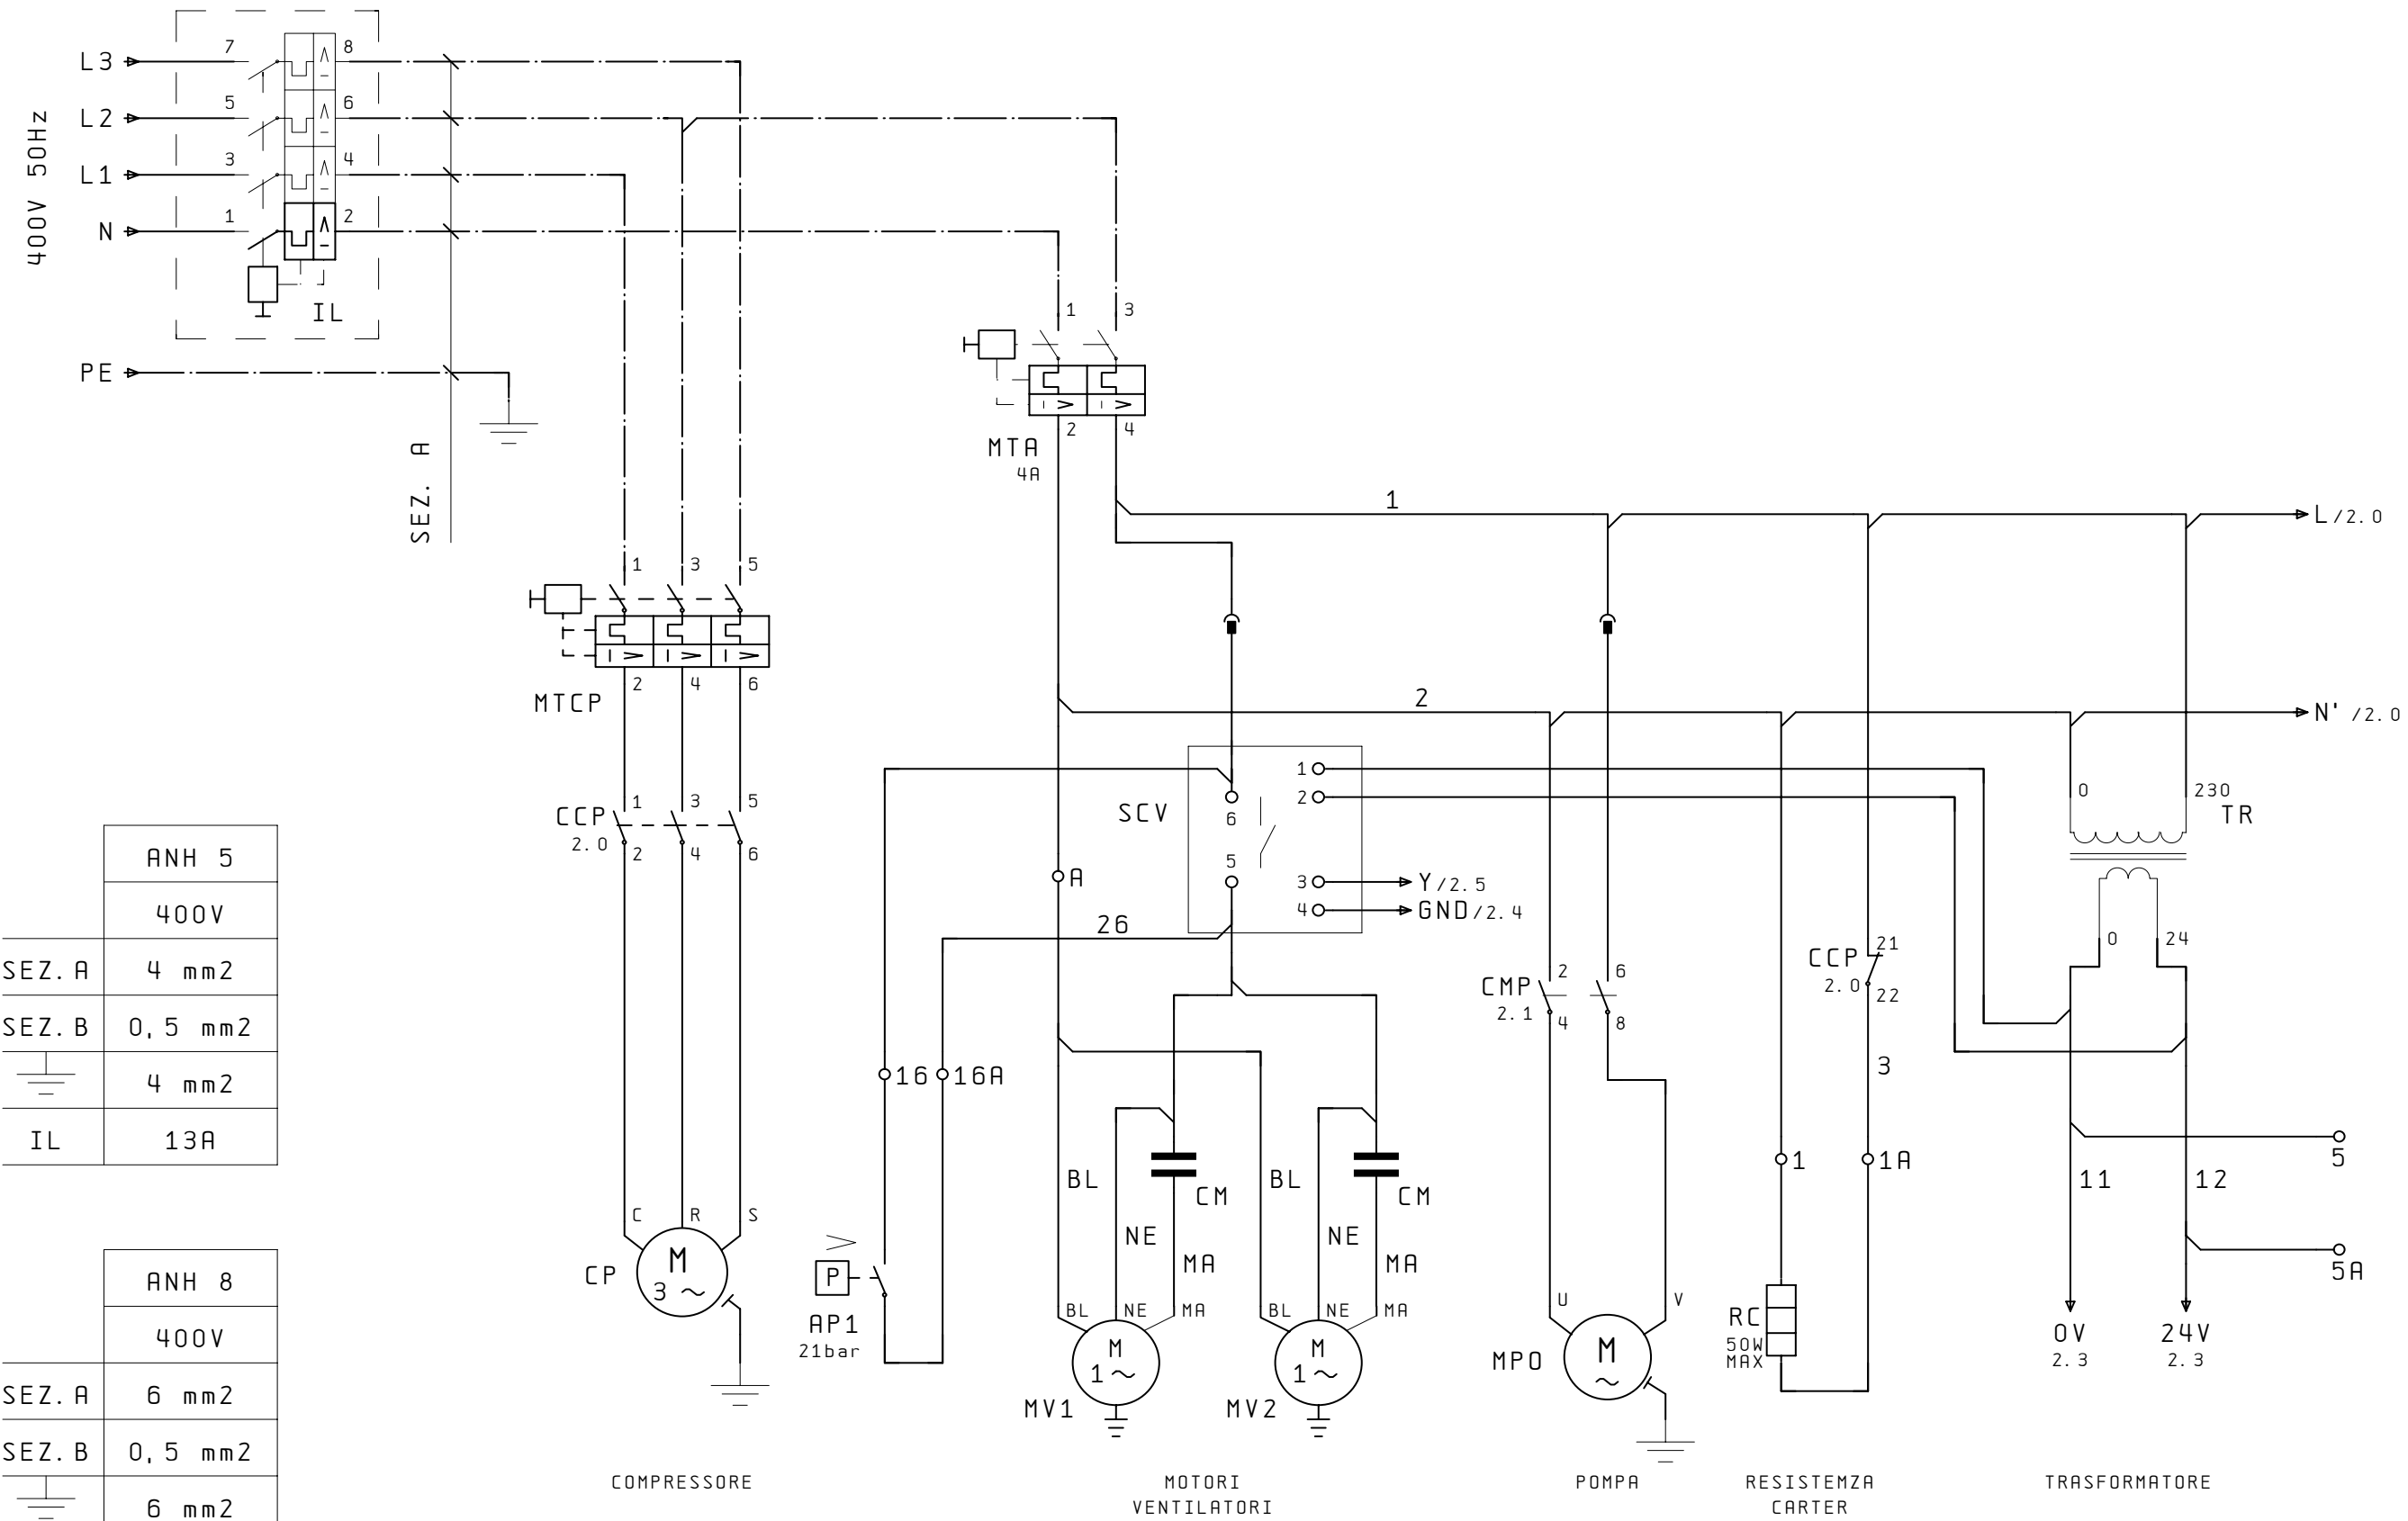 400V 50Hz
L3
7
8
L2
5
6
L1
3
4
N
1
2
IL
PE
SEZ. A
1
3
MTA
4A
2
4
1
L/2.0
1
3
5
MTCP
2
4
6
2
N' /2.0
CCP
2.0
1
3
5
2
4
6
SCV
6
5
1
2
3
4
Y/2.5
GND/2.4
0
230
TR
0
24
A
26
CMP
2.1
2
6
4
8
CCP
2.0
21
22
3
16
16A
1
1A
5
5A
11
12
BL
CM
NE
MA
BL
CM
NE
MA
C
R
S
CP
M
3 ~
P
>
AP1
21bar
BL
NE
MA
M
1 ~
MV1
BL
NE
MA
M
1 ~
MV2
U
V
MPO
M
~
RC
50W
MAX
0V
2.3
24V
2.3
COMPRESSORE
MOTORI
VENTILATORI
POMPA
RESISTEMZA
CARTER
TRASFORMATORE
ANH 5
400V
SEZ. A 4 mm2
SEZ. B 0,5 mm2
4 mm2
IL 13A
ANH 8
400V
SEZ. A 6 mm2
SEZ. B 0,5 mm2
6 mm2